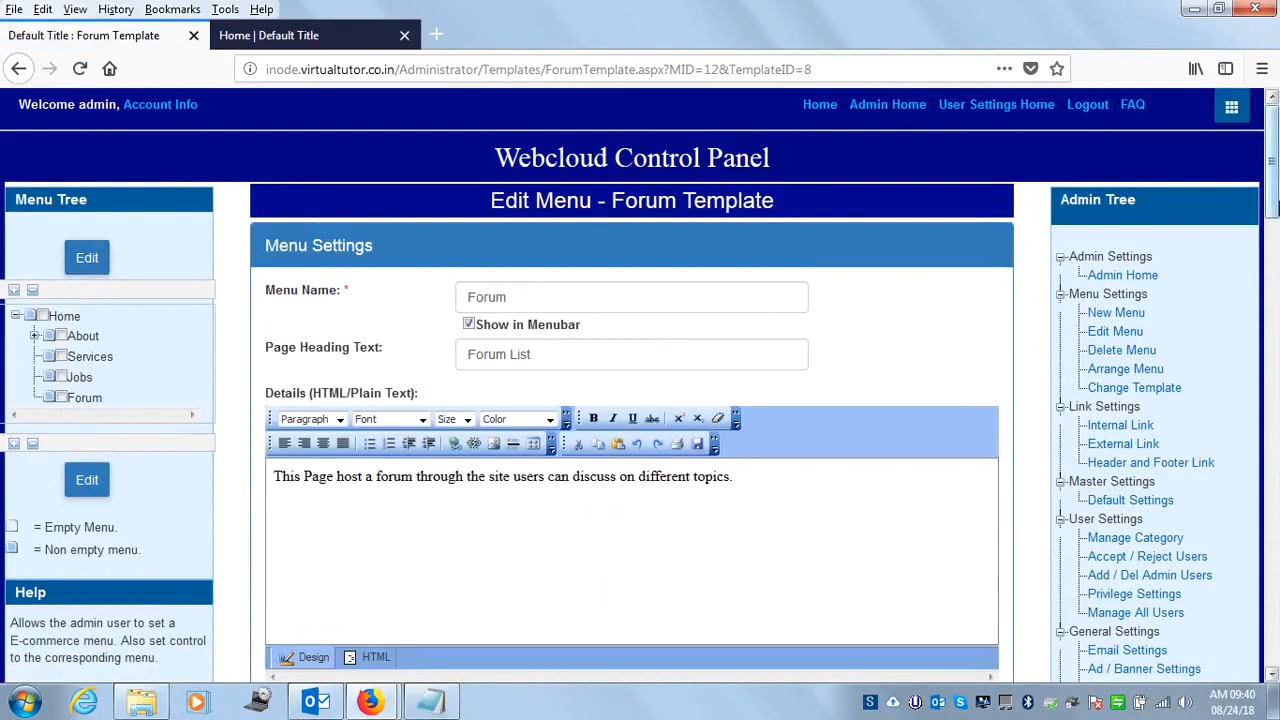 File Edit View History Bookmarks Tools Help
Default Title : Forum Template
Home | Default Title
inode.virtualtutor.co.in/Administrator/Templates/ForumTemplate.aspx?MID=12&TemplateID=8
Welcome admin, Account Info
Home Admin Home User Settings Home Logout FAQ
Webcloud Control Panel
Menu Tree
Edit
Home
About
Services
Jobs
Forum
Edit
= Empty Menu.
= Non empty menu.
Help
Allows the admin user to set a
E-commerce menu. Also set control
to the corresponding menu.
Edit Menu - Forum Template
Menu Settings
Menu Name: * Forum
Show in Menubar
Page Heading Text: Forum List
Details (HTML/Plain Text):
Paragraph Font Size Color B I U abc
This Page host a forum through the site users can discuss on different topics.
Design HTML
Admin Tree
Admin Settings
Admin Home
Menu Settings
New Menu
Edit Menu
Delete Menu
Arrange Menu
Change Template
Link Settings
Internal Link
External Link
Header and Footer Link
Master Settings
Default Settings
User Settings
Manage Category
Accept / Reject Users
Add / Del Admin Users
Privilege Settings
Manage All Users
General Settings
Email Settings
Ad / Banner Settings
AM 09:40
08/24/18